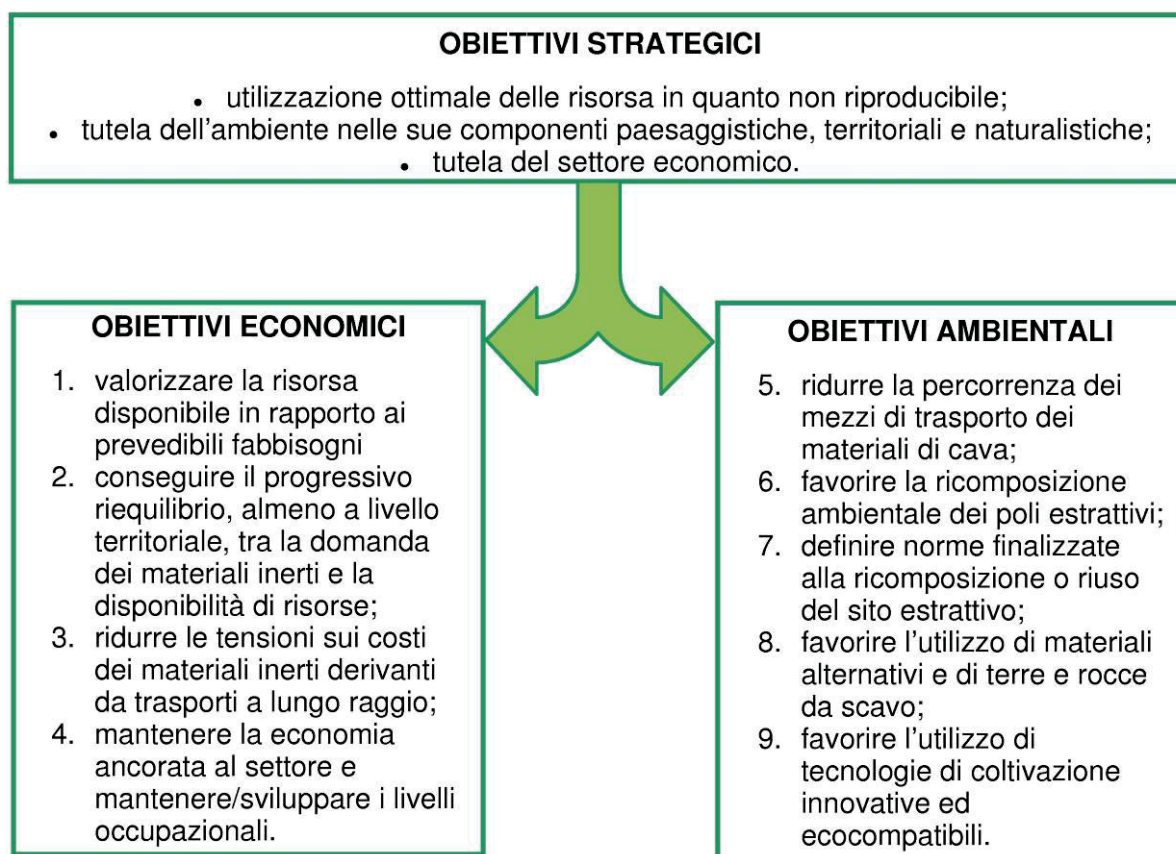 OBIETTIVI STRATEGICI
• utilizzazione ottimale delle risorsa in quanto non riproducibile;
• tutela dell'ambiente nelle sue componenti paesaggistiche, territoriali e naturalistiche;
• tutela del settore economico.
OBIETTIVI ECONOMICI
1. valorizzare la risorsa
disponibile in rapporto ai
prevedibili fabbisogni
2. conseguire il progressivo
riequilibrio, almeno a livello
territoriale, tra la domanda
dei materiali inerti e la
disponibilità di risorse;
3. ridurre le tensioni sui costi
dei materiali inerti derivanti
da trasporti a lungo raggio;
4. mantenere la economia
ancorata al settore e
mantenere/sviluppare i livelli
occupazionali.
OBIETTIVI AMBIENTALI
5. ridurre la percorrenza dei
mezzi di trasporto dei
materiali di cava;
6. favorire la ricomposizione
ambientale dei poli estrattivi;
7. definire norme finalizzate
alla ricomposizione o riuso
del sito estrattivo;
8. favorire l'utilizzo di materiali
alternativi e di terre e rocce
da scavo;
9. favorire l'utilizzo di
tecnologie di coltivazione
innovative ed
ecocompatibili.